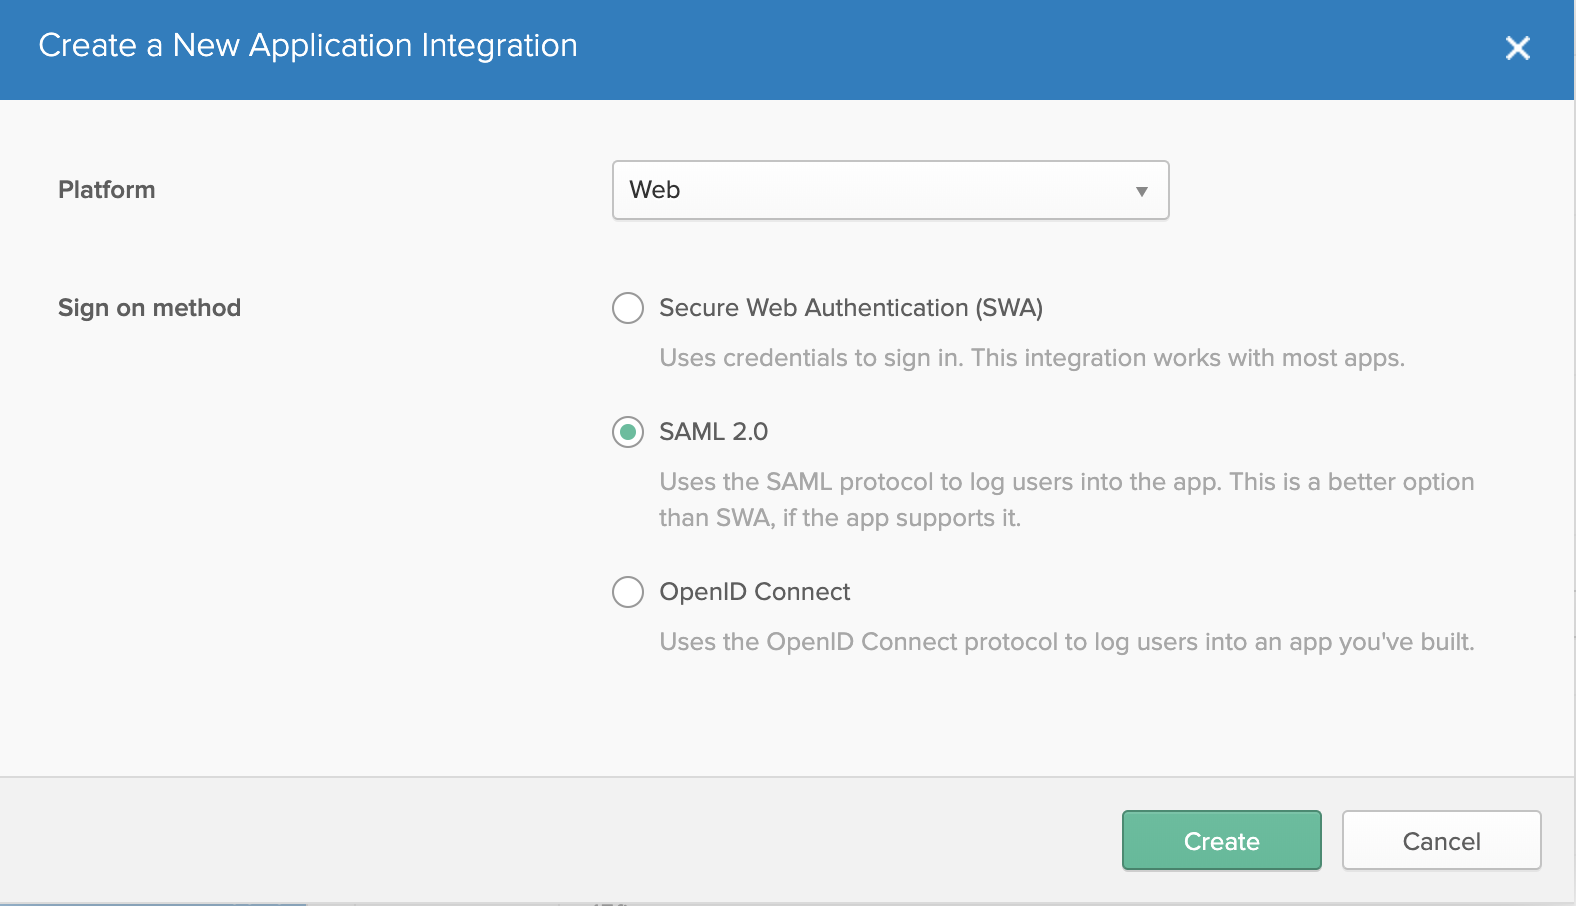 Create a New Application Integration
Platform
Web
Sign on method
Secure Web Authentication (SWA)
Uses credentials to sign in. This integration works with most apps.
SAML 2.0
Uses the SAML protocol to log users into the app. This is a better option
than SWA, if the app supports it.
OpenID Connect
Uses the OpenID Connect protocol to log users into an app you've built.
Create
Cancel